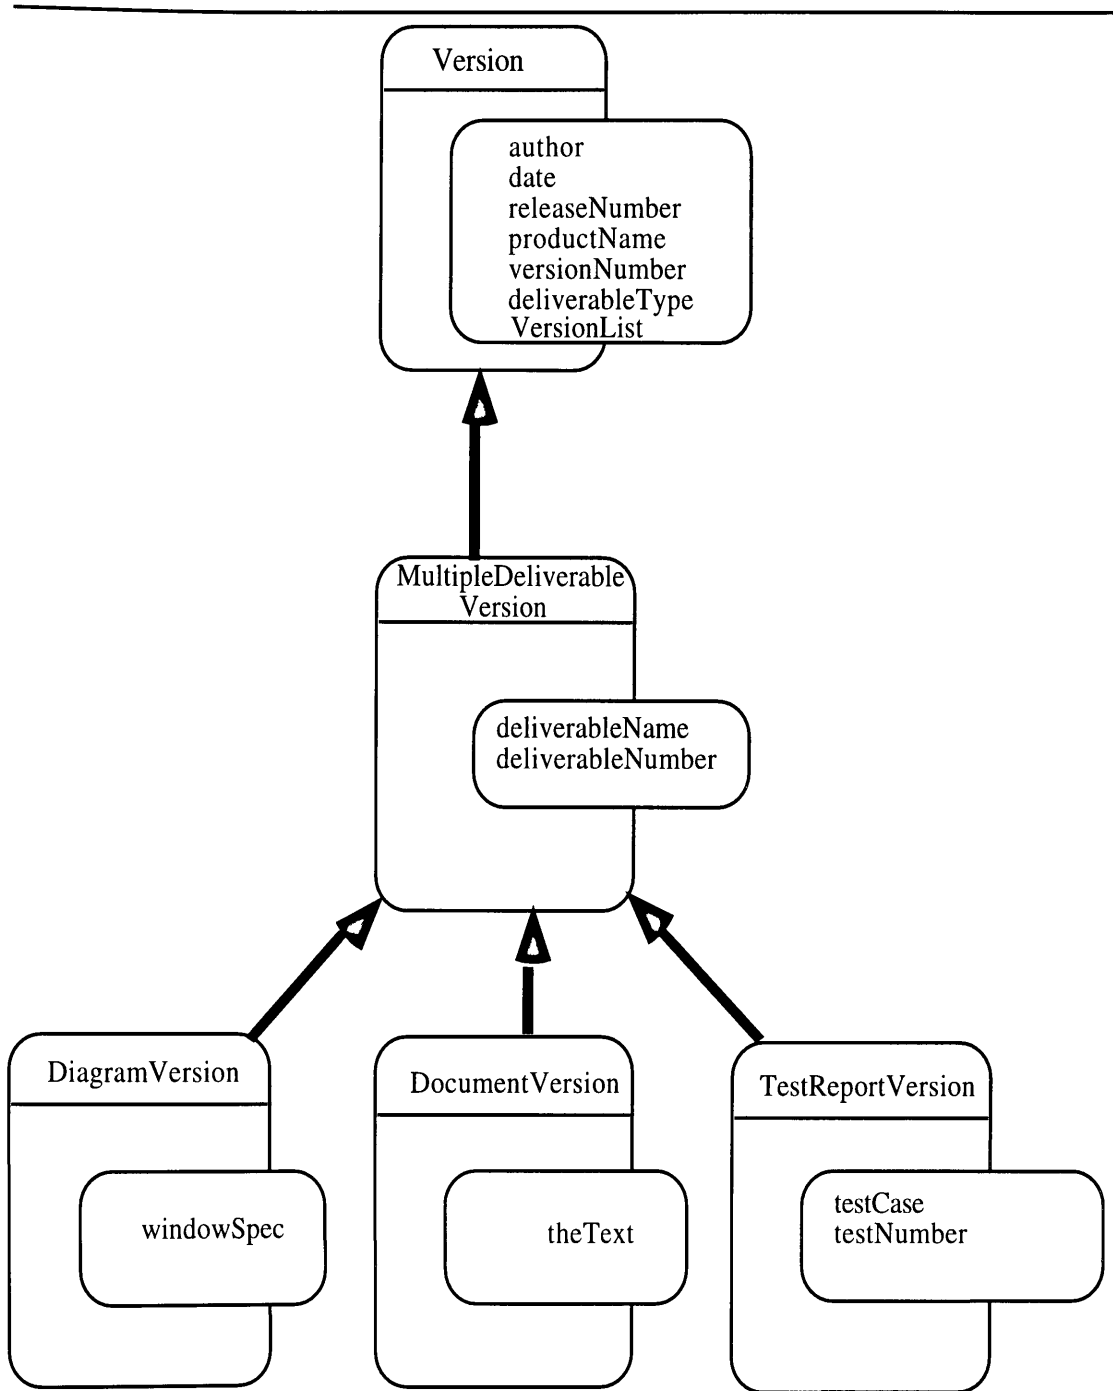 Version
author
date
releaseNumber
productName
versionNumber
deliverableType
VersionList
MultipleDeliverable
Version
deliverableName
deliverableNumber
DiagramVersion
DocumentVersion
TestReportVersion
windowSpec
theText
testCase
testNumber